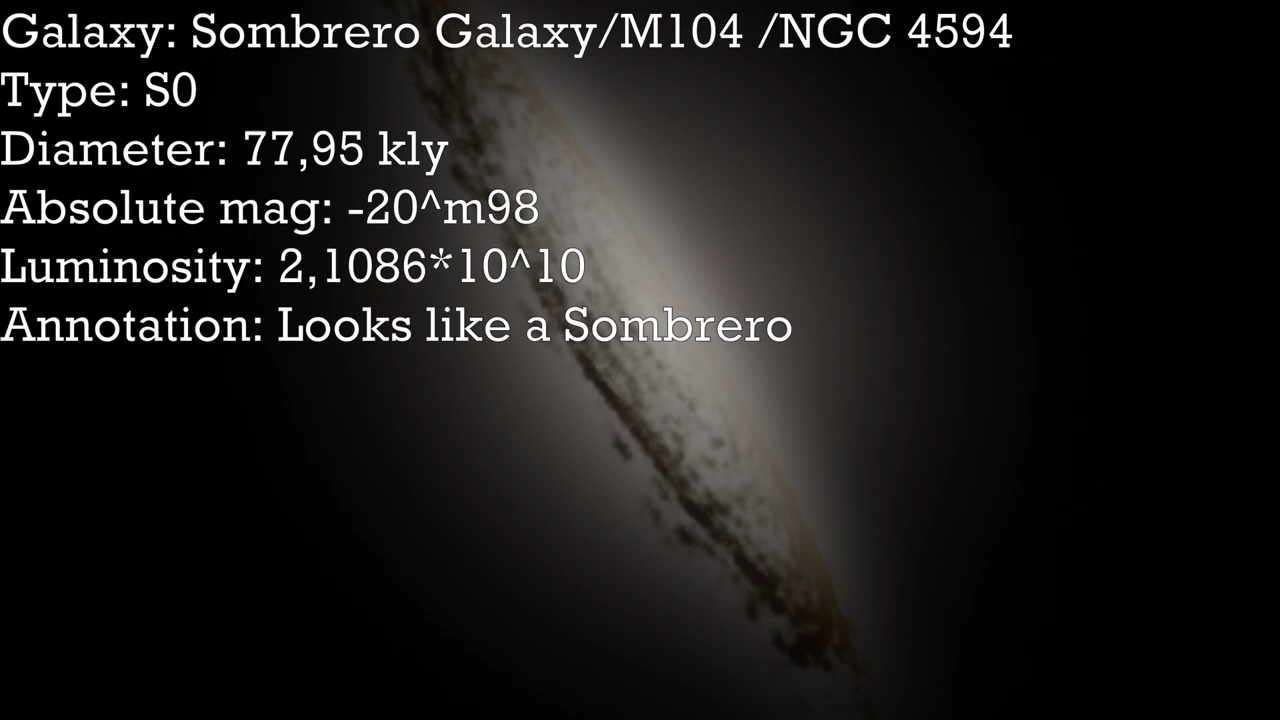 Galaxy: Sombrero Galaxy/M104 /NGC 4594
Type: S0
Diameter: 77,95 kly
Absolute mag: -20^m98
Luminosity: 2,1086*10^10
Annotation: Looks like a Sombrero